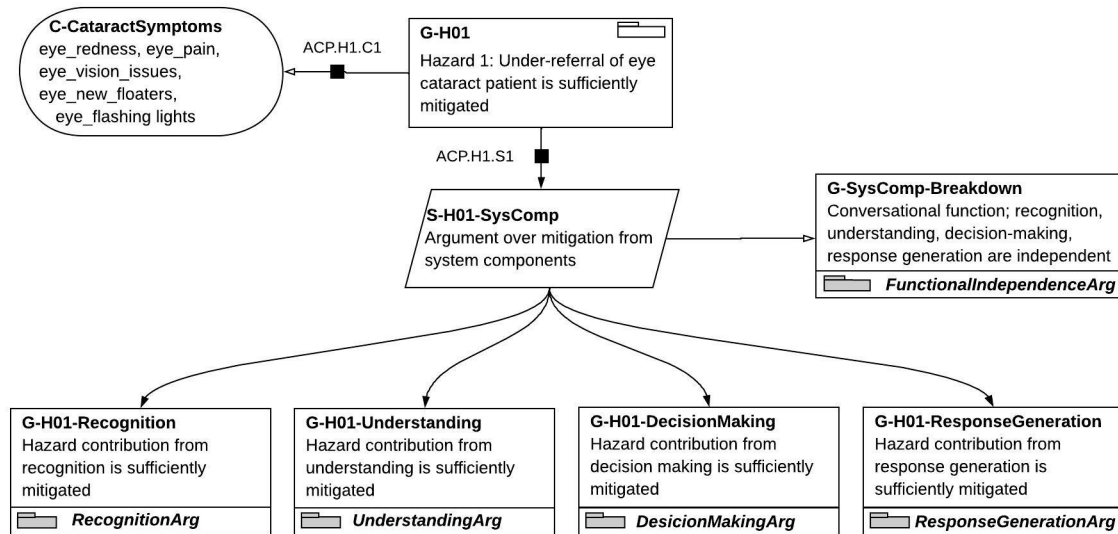 C-CataractSymptoms
eye_redness, eye_pain,
eye_vision_issues,
eye_new_floaters,
eye_flashing lights
ACP.H1.C1
G-H01
Hazard 1: Under-referral of eye
cataract patient is sufficiently
mitigated
ACP.H1.S1
S-H01-SysComp
Argument over mitigation from
system components
G-SysComp-Breakdown
Conversational function; recognition,
understanding, decision-making,
response generation are independent
FunctionalIndependenceArg
G-H01-Recognition
Hazard contribution from
recognition is sufficiently
mitigated
RecognitionArg
G-H01-Understanding
Hazard contribution from
understanding is sufficiently
mitigated
UnderstandingArg
G-H01-DecisionMaking
Hazard contribution from
decision making is sufficiently
mitigated
DesicionMakingArg
G-H01-ResponseGeneration
Hazard contribution from
response generation is
sufficiently mitigated
ResponseGenerationArg